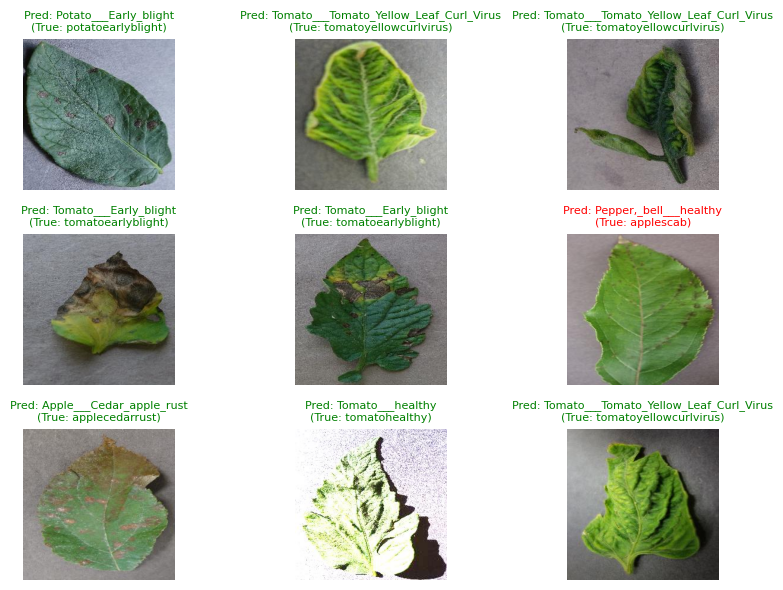 Pred: Potato___Early_blight
(True: potatoearlyblight)
Pred: Tomato___Tomato_Yellow_Leaf_Curl_Virus
(True: tomatoyellowcurlvirus)
Pred: Tomato___Tomato_Yellow_Leaf_Curl_Virus
(True: tomatoyellowcurlvirus)
Pred: Tomato___Early_blight
(True: tomatoearlyblight)
Pred: Tomato___Early_blight
(True: tomatoearlyblight)
Pred: Pepper,_bell___healthy
(True: applescab)
Pred: Apple___Cedar_apple_rust
(True: applecedarrust)
Pred: Tomato___healthy
(True: tomatohealthy)
Pred: Tomato___Tomato_Yellow_Leaf_Curl_Virus
(True: tomatoyellowcurlvirus)